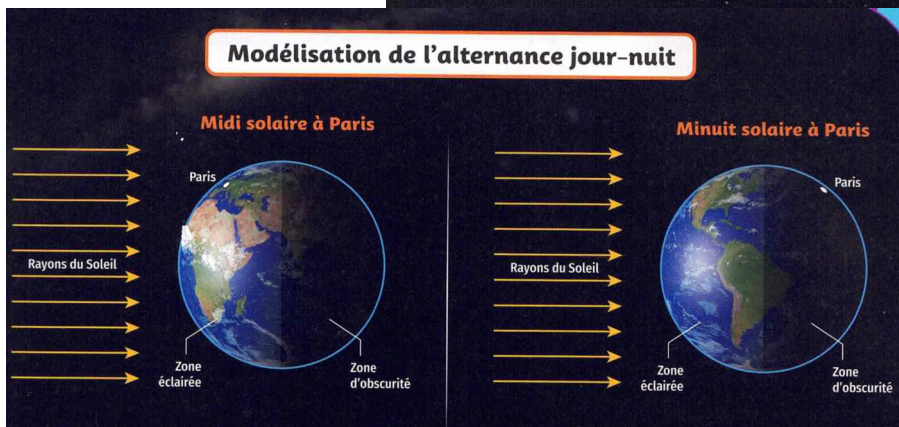 Modélisation de l'alternance jour-nuit
Midi solaire à Paris
Paris
Rayons du Soleil
Zone
éclairée
Zone
d'obscurité
Minuit solaire à Paris
Paris
Rayons du Soleil
Zone
éclairée
Zone
d'obscurité